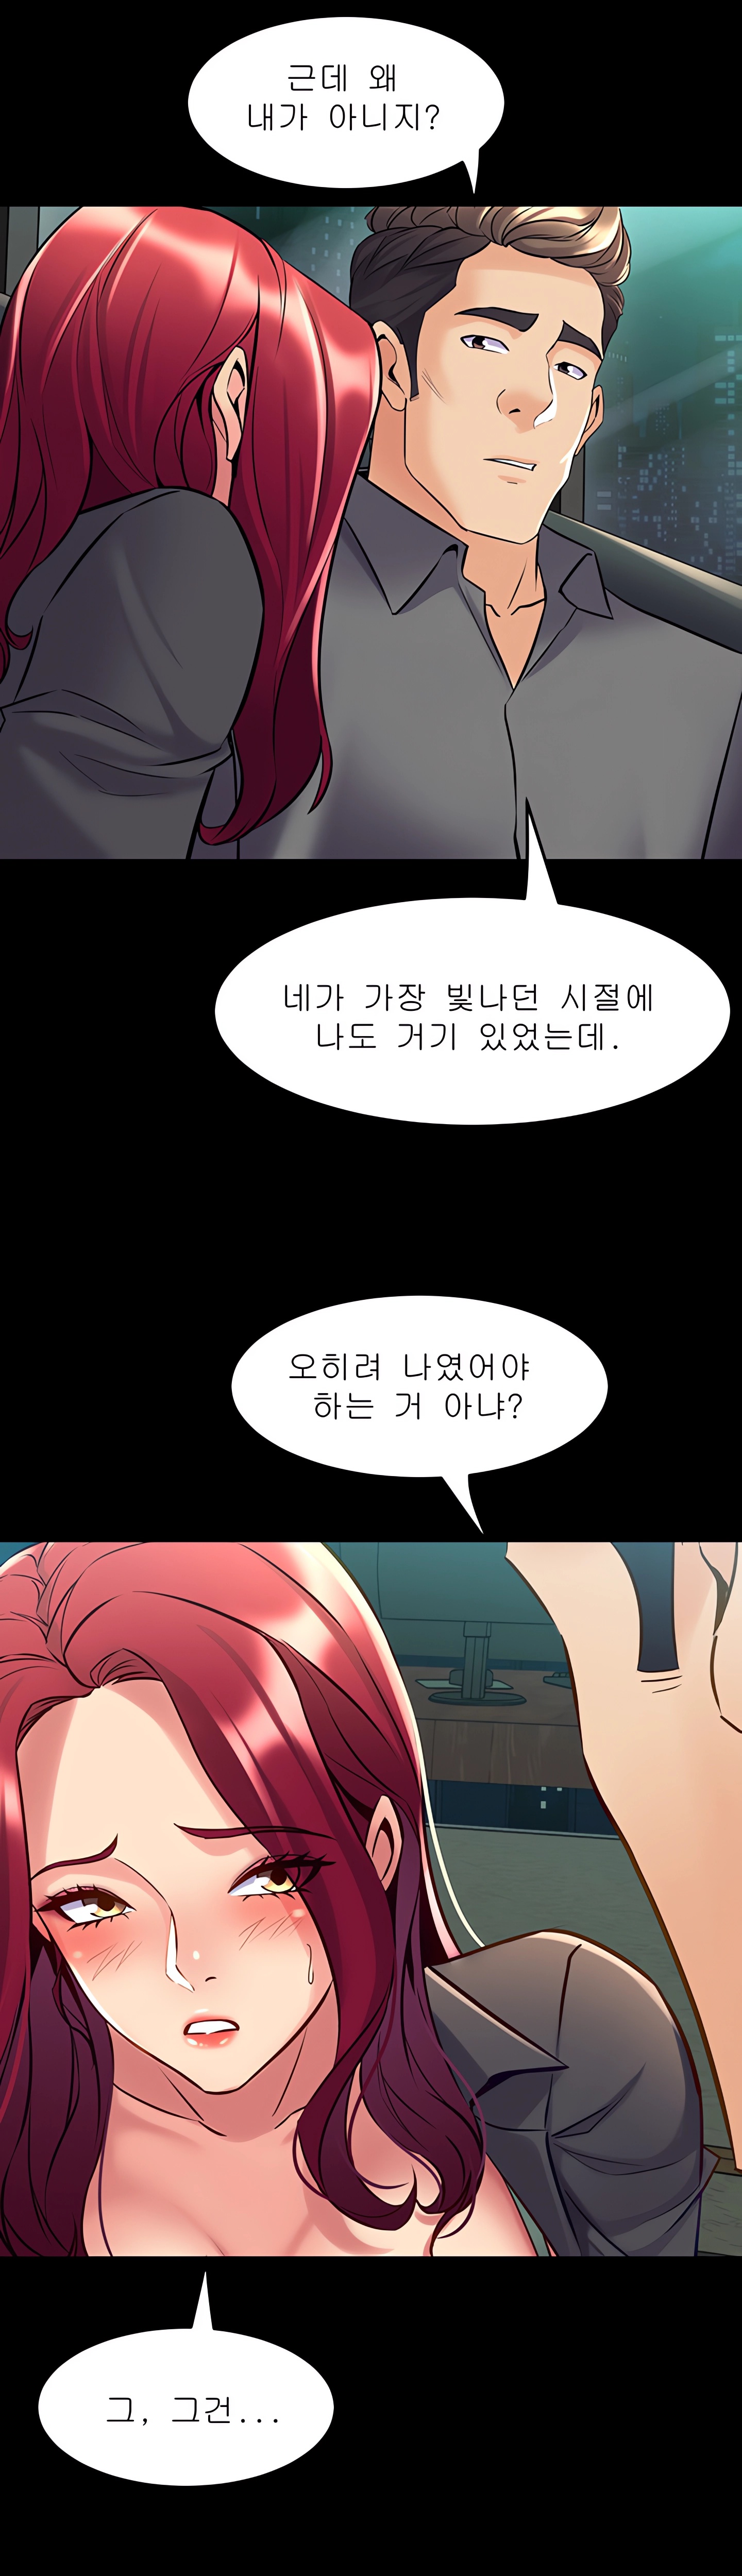 근데 왜
내가 아니지?
네가 가장 빛나던 시절에
나도 거기 있었는데.
오히려 나였어야
하는 거 아냐?
그, 그건...